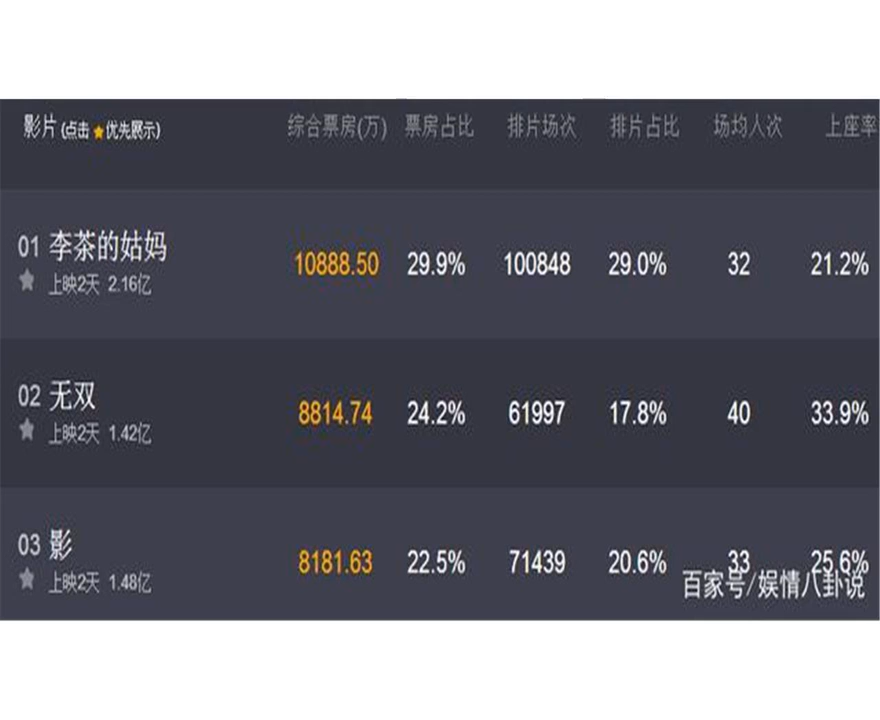 影片(点击★优先展示) 综合票房(万) 票房占比 排片场次 排片占比 场均人次 上座率
01 李茶的姑妈 10888.50 29.9% 100848 29.0% 32 21.2%
上映2天 2.16亿
02 无双 8814.74 24.2% 61997 17.8% 40 33.9%
上映2天 1.42亿
03 影 8181.63 22.5% 71439 20.6% 33 25.6%
上映2天 1.48亿
百家号/娱情八卦说